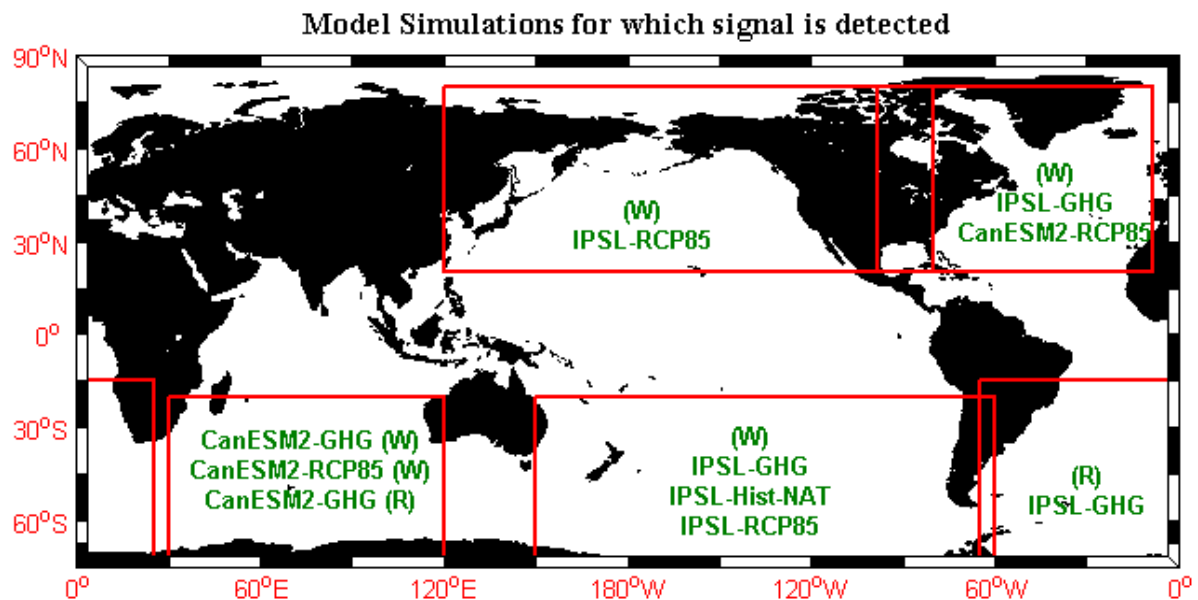 Model Simulations for which signal is detected
90°N
60°N
30°N
0°
30°S
60°S
(W)
IPSL-RCP85
(W)
IPSL-GHG
CanESM2-RCP85
CanESM2-GHG (W)
CanESM2-RCP85 (W)
CanESM2-GHG (R)
(W)
IPSL-GHG
IPSL-Hist-NAT
IPSL-RCP85
(R)
IPSL-GHG
0° 60°E 120°E 180°W 120°W 60°W 0°